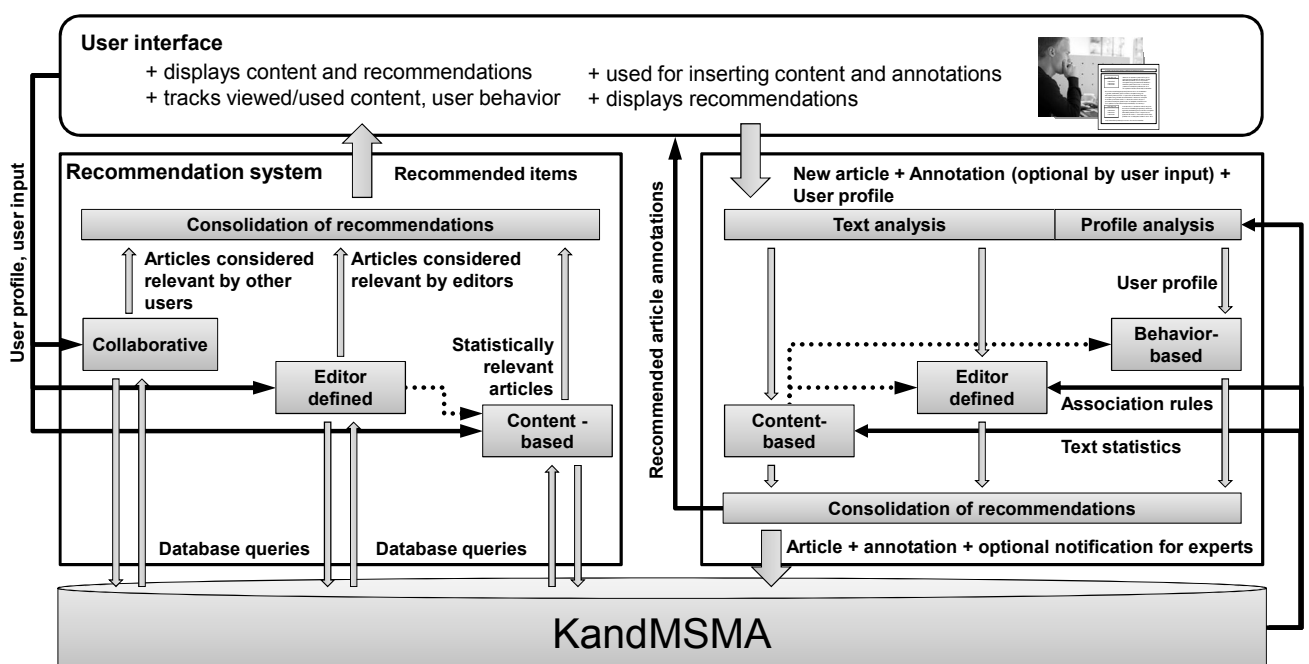 User interface
+ displays content and recommendations
+ tracks viewed/used content, user behavior
+ used for inserting content and annotations
+ displays recommendations
User profile, user input
Recommendation system
Recommended items
Consolidation of recommendations
Articles considered
relevant by other
users
Articles considered
relevant by editors
Collaborative
Statistically
relevant
articles
Editor
defined
Content -
based
Database queries
Database queries
Recommended article annotations
New article + Annotation (optional by user input) +
User profile
Text analysis
Profile analysis
User profile
Behavior-
based
Editor
defined
Association rules
Content-
based
Text statistics
Consolidation of recommendations
Article + annotation + optional notification for experts
KandMSMA